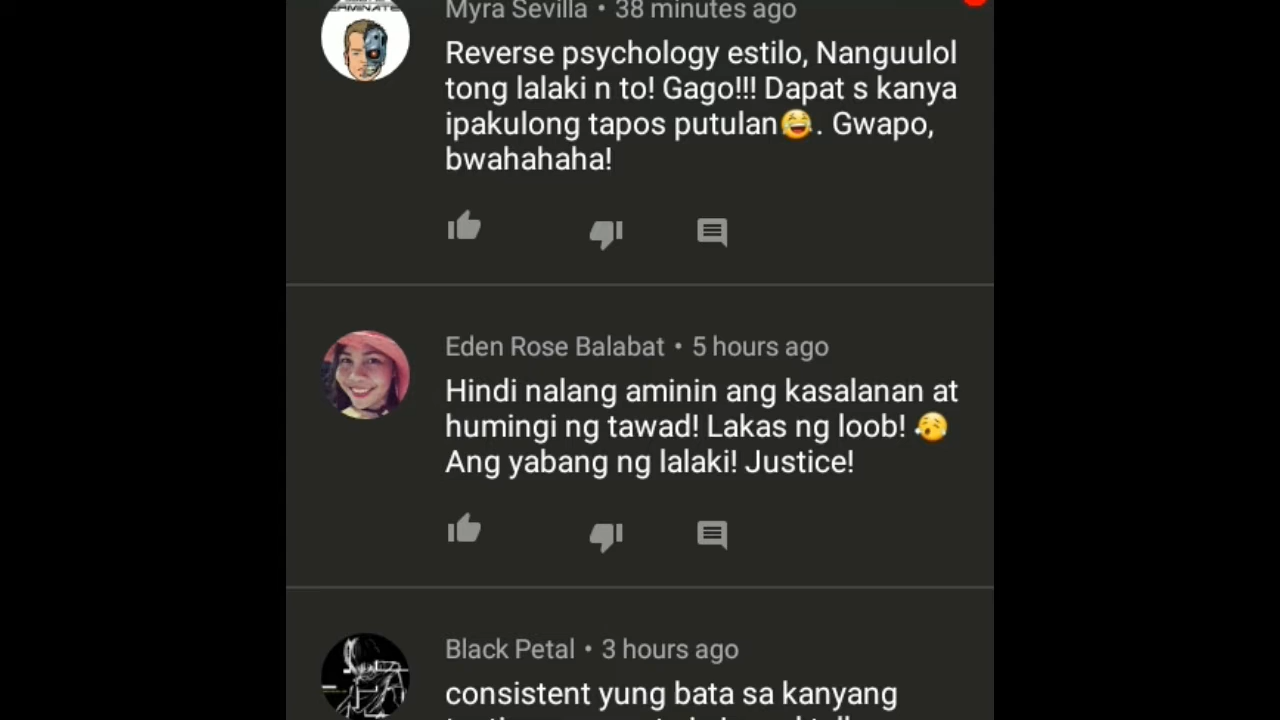 Myra Sevilla • 38 minutes ago
Reverse psychology estilo, Nanguulol
tong lalaki n to! Gago!!! Dapat s kanya
ipakulong tapos putulan😂. Gwapo,
bwahahaha!
Eden Rose Balabat • 5 hours ago
Hindi nalang aminin ang kasalanan at
humingi ng tawad! Lakas ng loob! 😥
Ang yabang ng lalaki! Justice!
Black Petal • 3 hours ago
consistent yung bata sa kanyang